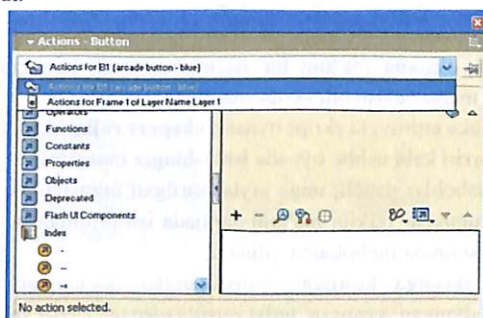 Actions - Button
Actions for B1 (arcade button - blue)
Actions for B1 (arcade button - blue)
Actions for Frame 1 of Layer Name Layer 1
Operators
Functions
Constants
Properties
Objects
Deprecated
Flash UI Components
Index
-
--
No action selected.